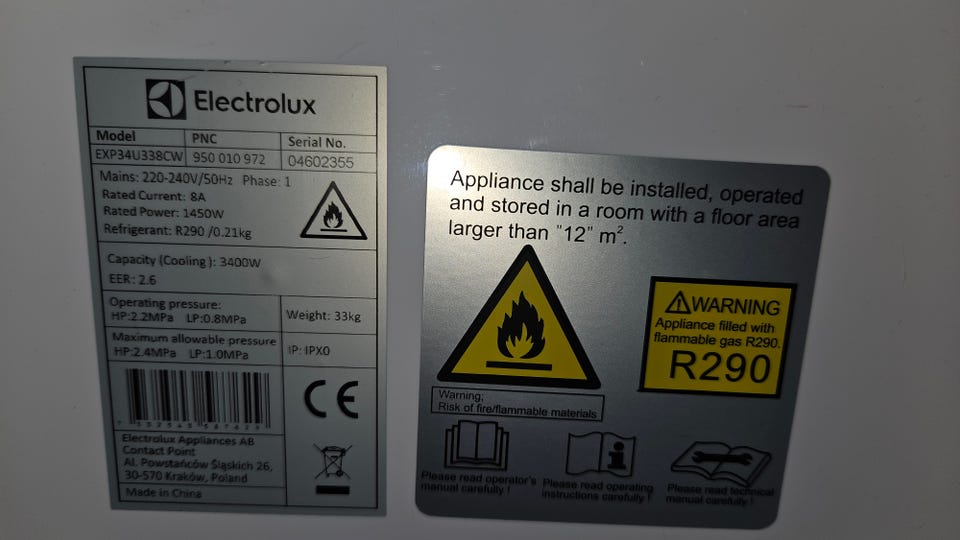 Electrolux
Model PNC Serial No.
EXP34U338CW 950 010 972 04602355
Mains: 220-240V/50Hz Phase: 1
Rated Current: 8A
Rated Power: 1450W
Refrigerant: R290 /0.21kg
Capacity (Cooling ): 3400W
EER: 2.6
Operating pressure:
HP:2.2MPa LP:0.8MPa
Weight: 33kg
Maximum allowable pressure
HP:2.4MPa LP:1.0MPa
IP: IPX0
CE
Electrolux Appliances AB
Contact Point
Al. Powstańców Śląskich 26,
30-570 Kraków, Poland
Made in China
Appliance shall be installed, operated
and stored in a room with a floor area
larger than "12" m².
WARNING
Appliance filled with
flammable gas R290.
R290
Warning;
Risk of fire/flammable materials
Please read operator's
manual carefully !
Please read operating
instructions carefully !
Please read technical
manual carefully !